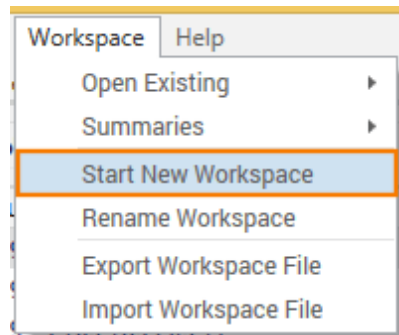 Workspace Help
Open Existing
Summaries
Start New Workspace
Rename Workspace
Export Workspace File
Import Workspace File